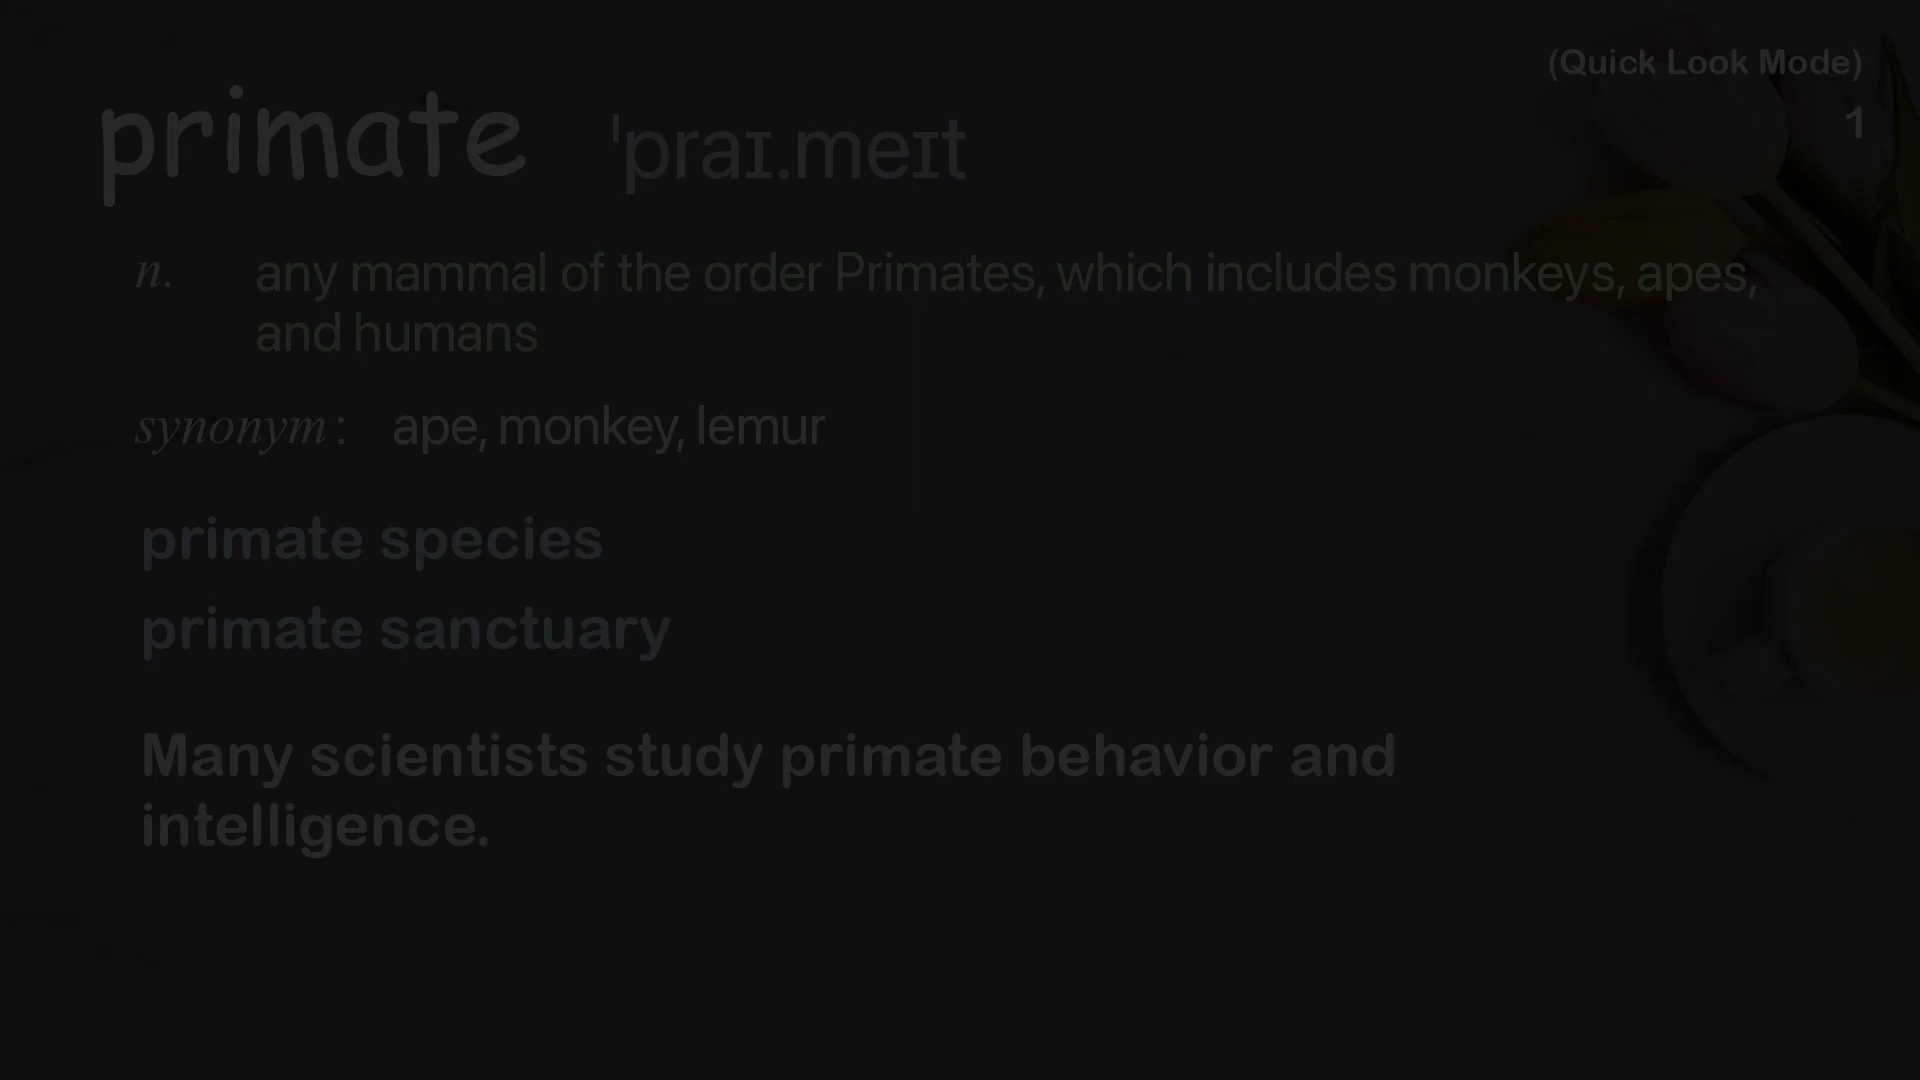 (Quick Look Mode)
1
primate ˈpraɪ.meɪt
n. any mammal of the order Primates, which includes monkeys, apes,
and humans
synonym: ape, monkey, lemur
primate species
primate sanctuary
Many scientists study primate behavior and
intelligence.